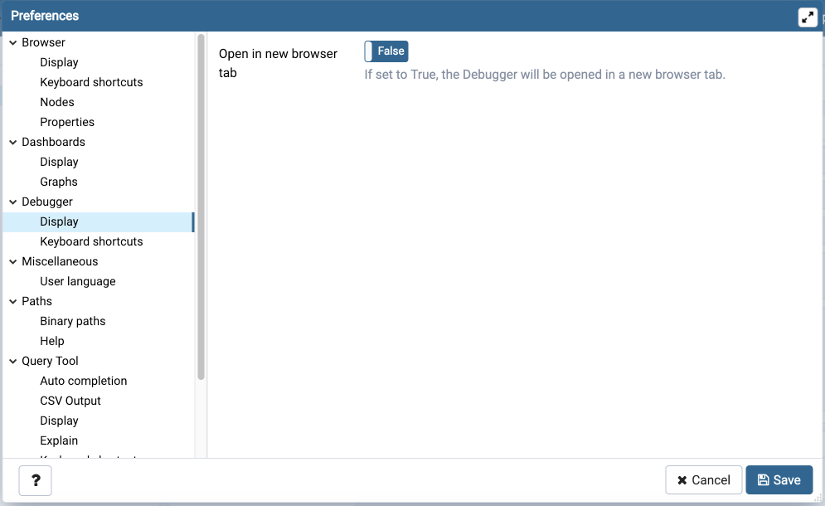 Preferences
Browser
Display
Keyboard shortcuts
Nodes
Properties
Dashboards
Display
Graphs
Debugger
Display
Keyboard shortcuts
Miscellaneous
User language
Paths
Binary paths
Help
Query Tool
Auto completion
CSV Output
Display
Explain
Open in new browser
tab
False
If set to True, the Debugger will be opened in a new browser tab.
?
Cancel
Save